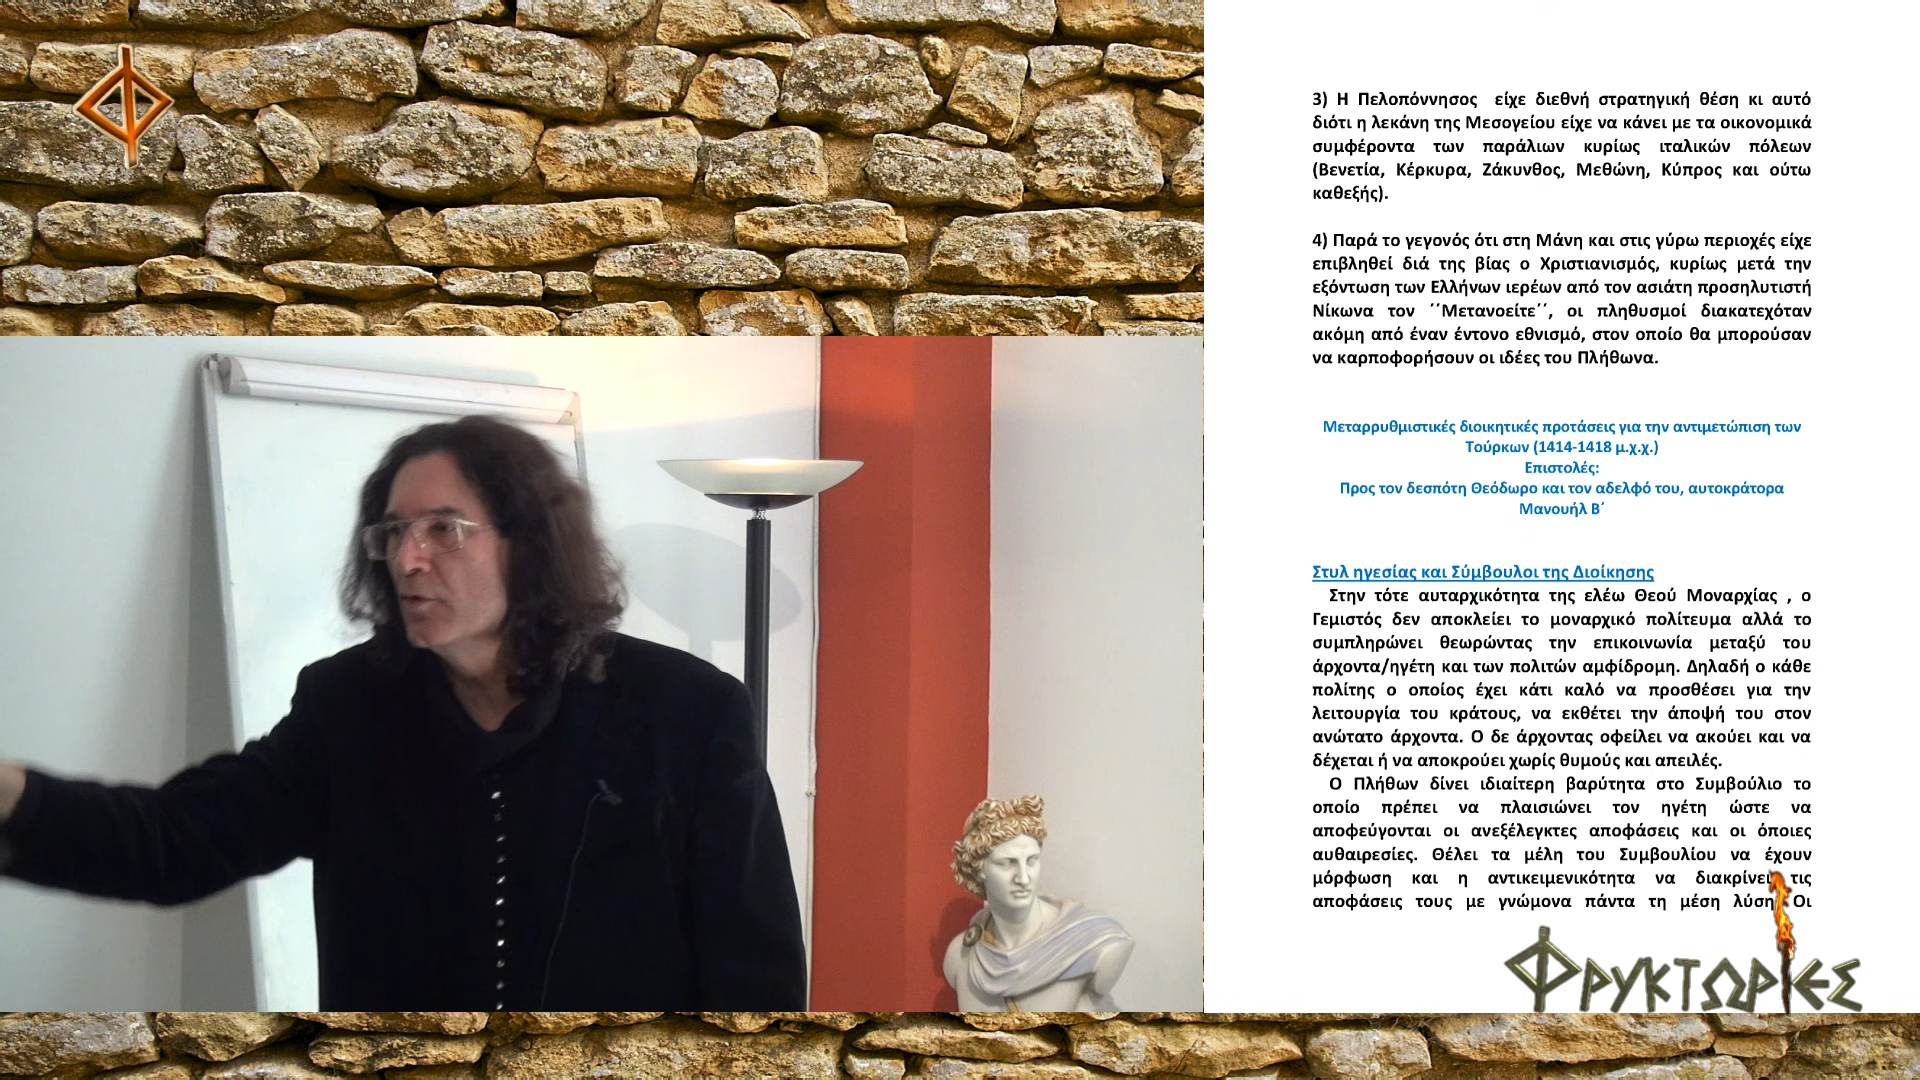 3) Η Πελοπόννησος είχε διεθνή στρατηγική θέση κι αυτό
διότι η λεκάνη της Μεσογείου είχε να κάνει με τα οικονομικά
συμφέροντα των παράλιων κυρίως ιταλικών πόλεων
(Βενετία, Κέρκυρα, Ζάκυνθος, Μεθώνη, Κύπρος και ούτω
καθεξής).
4) Παρά το γεγονός ότι στη Μάνη και στις γύρω περιοχές είχε
επιβληθεί διά της βίας ο Χριστιανισμός, κυρίως μετά την
εξόντωση των Ελλήνων ιερέων από τον ασιάτη προσηλυτιστή
Νίκωνα τον ΄΄Μετανοείτε΄΄, οι πληθυσμοί διακατεχόταν
ακόμη από έναν έντονο εθνισμό, στον οποίο θα μπορούσαν
να καρποφορήσουν οι ιδέες του Πλήθωνα.
Μεταρρυθμιστικές διοικητικές προτάσεις για την αντιμετώπιση των
Τούρκων (1414-1418 μ.χ.χ.)
Επιστολές:
Προς τον δεσπότη Θεόδωρο και τον αδελφό του, αυτοκράτορα
Μανουήλ Β΄
Στυλ ηγεσίας και Σύμβουλοι της Διοίκησης
Στην τότε αυταρχικότητα της ελέω Θεού Μοναρχίας , ο
Γεμιστός δεν αποκλείει το μοναρχικό πολίτευμα αλλά το
συμπληρώνει θεωρώντας την επικοινωνία μεταξύ του
άρχοντα/ηγέτη και των πολιτών αμφίδρομη. Δηλαδή ο κάθε
πολίτης ο οποίος έχει κάτι καλό να προσθέσει για την
λειτουργία του κράτους, να εκθέτει την άποψή του στον
ανώτατο άρχοντα. Ο δε άρχοντας οφείλει να ακούει και να
δέχεται ή να αποκρούει χωρίς θυμούς και απειλές.
Ο Πλήθων δίνει ιδιαίτερη βαρύτητα στο Συμβούλιο το
οποίο πρέπει να πλαισιώνει τον ηγέτη ώστε να
αποφεύγονται οι ανεξέλεγκτες αποφάσεις και οι όποιες
αυθαιρεσίες. Θέλει τα μέλη του Συμβουλίου να έχουν
μόρφωση και η αντικειμενικότητα να διακρίνει τις
αποφάσεις τους με γνώμονα πάντα τη μέση λύση. Οι
ΦΡΥΚΤΩΡΙΕΣ